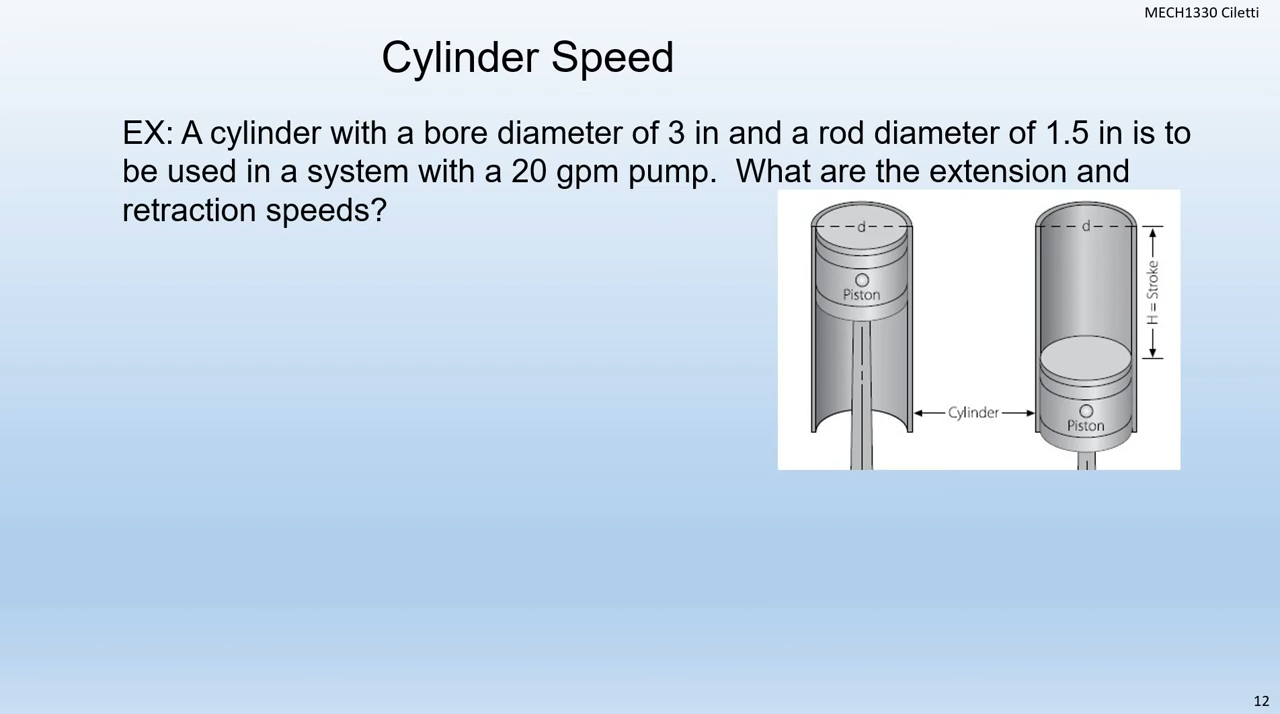 MECH1330 Ciletti
Cylinder Speed
EX: A cylinder with a bore diameter of 3 in and a rod diameter of 1.5 in is to
be used in a system with a 20 gpm pump.  What are the extension and
retraction speeds?
d
d
Piston
H = Stroke
Cylinder
Piston
12